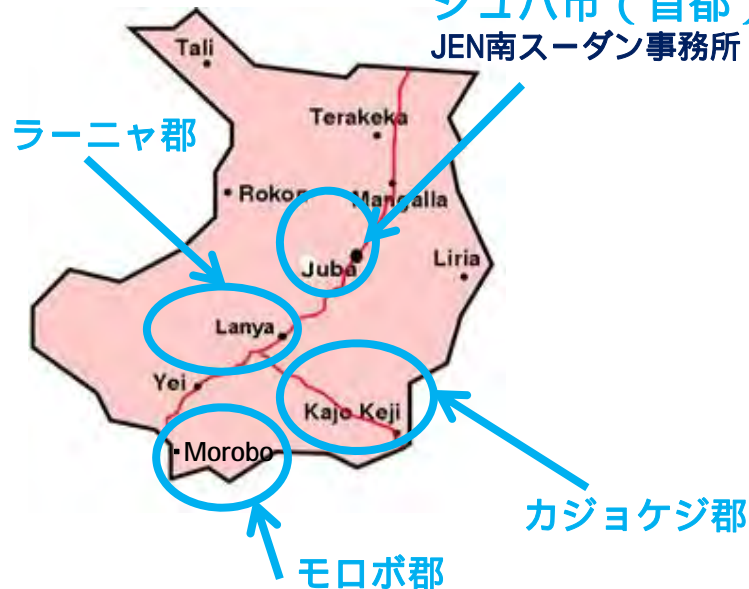 ジュバ市（首都）
JEN南スーダン事務所
Tali
Terakeka
ラーニャ郡
Rokon
Mangalla
Juba
Liria
Lanya
Yei
Kajo Keji
Morobo
カジョケジ郡
モロボ郡